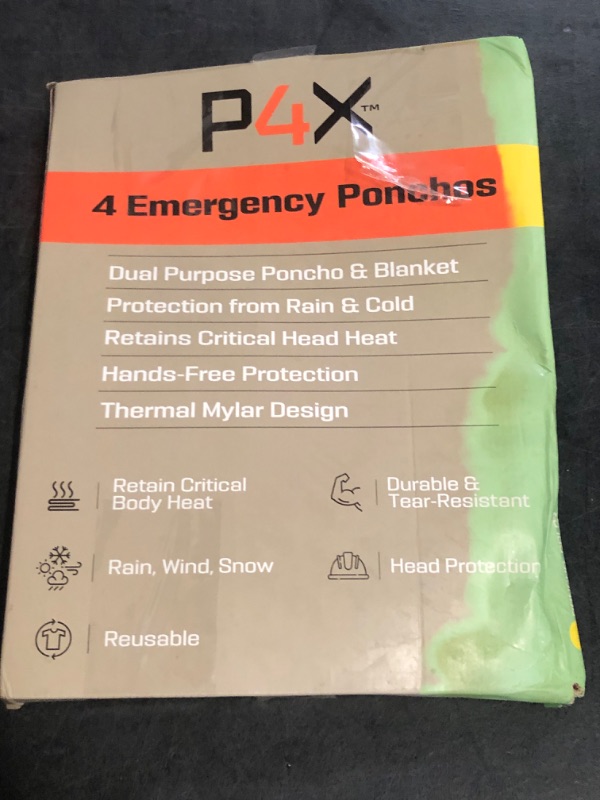 P4X™
4 Emergency Ponchos
Dual Purpose Poncho & Blanket
Protection from Rain & Cold
Retains Critical Head Heat
Hands-Free Protection
Thermal Mylar Design
Retain Critical
Body Heat
Durable &
Tear-Resistant
Rain, Wind, Snow
Head Protection
Reusable